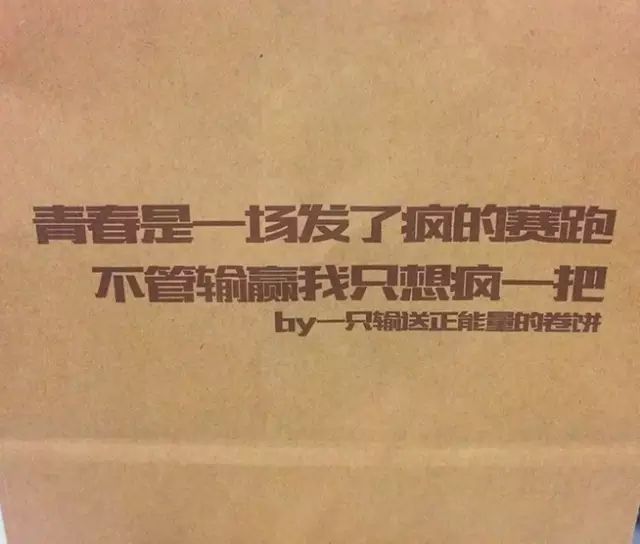 青春是一场发了疯的赛跑
不管输赢我只想疯一把
by一只输送正能量的卷饼